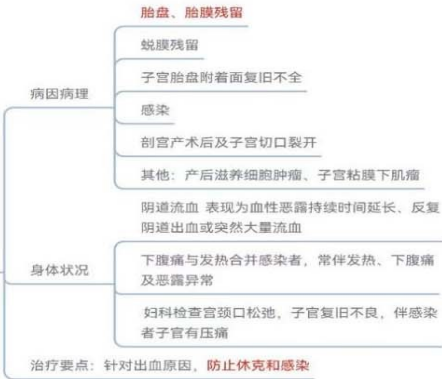 胎盘、胎膜残留
蜕膜残留
子宫胎盘附着面复旧不全
病因病理
感染
剖宫产术后及子宫切口裂开
其他：产后滋养细胞肿瘤、子宫粘膜下肌瘤
阴道流血 表现为血性恶露持续时间延长、反复
阴道出血或突然大量流血
身体状况
下腹痛与发热合并感染者，常伴发热、下腹痛
及恶露异常
妇科检查宫颈口松弛，子宫复旧不良，伴感染
者子宫有压痛
治疗要点：针对出血原因，防止休克和感染